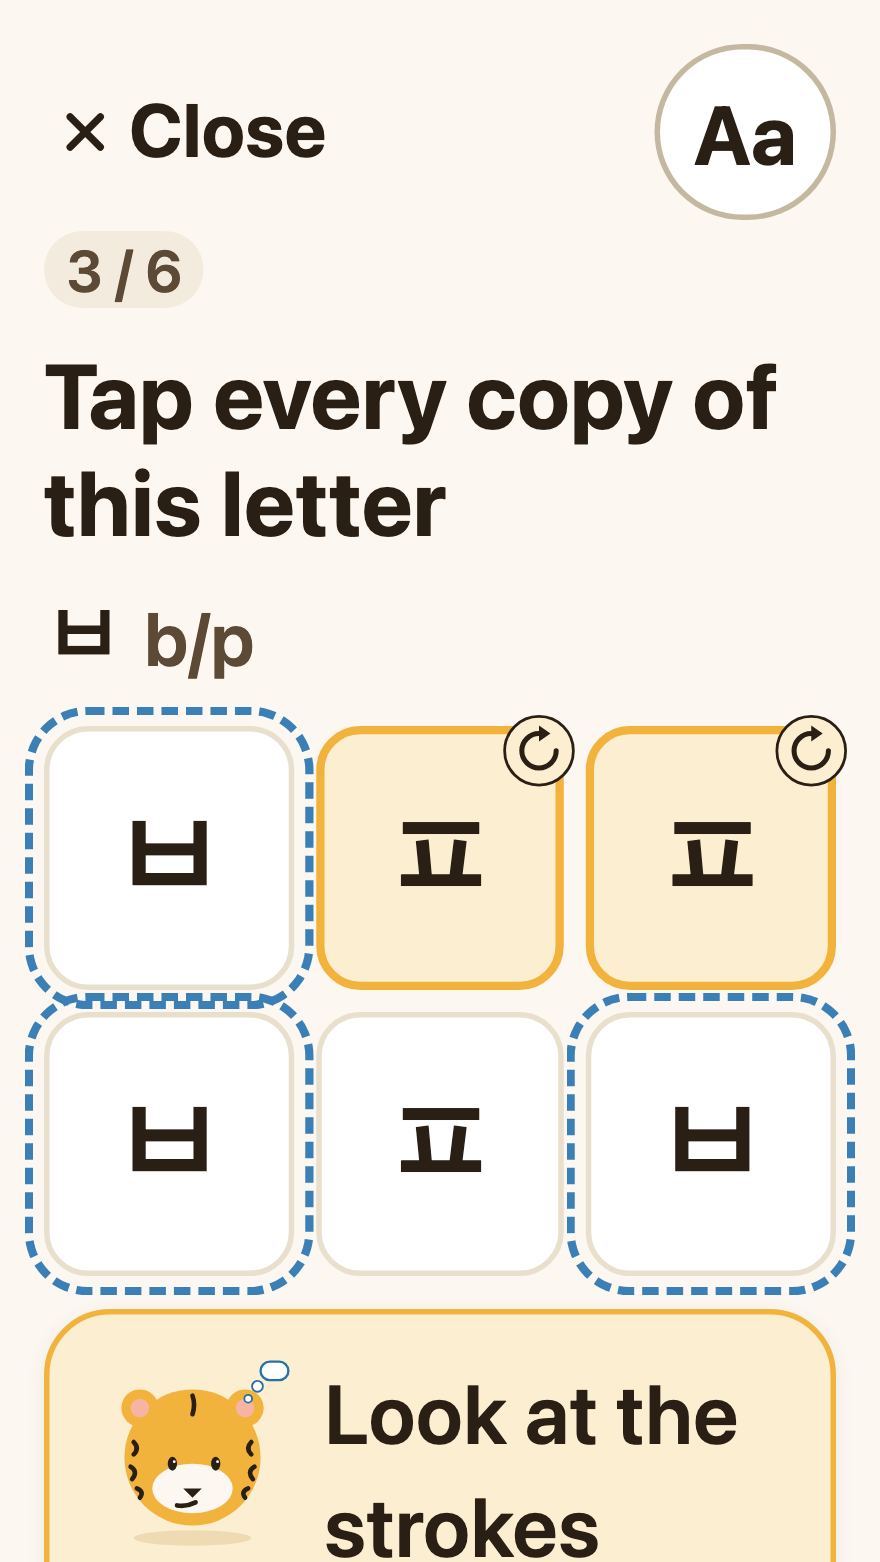 × Close
Aa
3 / 6
Tap every copy of
this letter
ㅂ b/p
ㅂ ㅍ ㅍ
ㅂ ㅍ ㅂ
Look at the
strokes